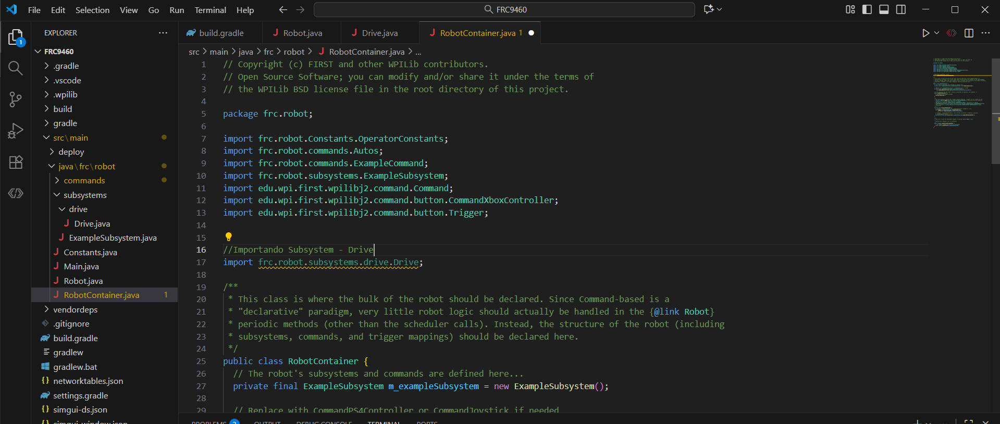 File Edit Selection View Go Run Terminal Help
FRC9460
EXPLORER
build.gradle
Robot.java
Drive.java
RobotContainer.java 1
1
FRC9460
.gradle
.vscode
.wpilib
build
gradle
src\main
deploy
java\frc\robot
commands
subsystems
drive
Drive.java
ExampleSubsystem.java
Constants.java
Main.java
Robot.java
RobotContainer.java 1
vendordeps
.gitignore
build.gradle
gradlew
gradlew.bat
networktables.json
settings.gradle
simgui-ds.json
simgui-window.json
src > main > java > frc > robot > RobotContainer.java > ...
1 // Copyright (c) FIRST and other WPILib contributors.
2 // Open Source Software; you can modify and/or share it under the terms of
3 // the WPILib BSD license file in the root directory of this project.
4
5 package frc.robot;
6
7 import frc.robot.Constants.OperatorConstants;
8 import frc.robot.commands.Autos;
9 import frc.robot.commands.ExampleCommand;
10 import frc.robot.subsystems.ExampleSubsystem;
11 import edu.wpi.first.wpilibj2.command.Command;
12 import edu.wpi.first.wpilibj2.command.button.CommandXboxController;
13 import edu.wpi.first.wpilibj2.command.button.Trigger;
14
15
16 //Importando Subsystem - Drive
17 import frc.robot.subsystems.drive.Drive;
18
19 /**
20 * This class is where the bulk of the robot should be declared. Since Command-based is a
21 * "declarative" paradigm, very little robot logic should actually be handled in the {@link Robot}
22 * periodic methods (other than the scheduler calls). Instead, the structure of the robot (including
23 * subsystems, commands, and trigger mappings) should be declared here.
24 */
25 public class RobotContainer {
26 // The robot's subsystems and commands are defined here...
27 private final ExampleSubsystem m_exampleSubsystem = new ExampleSubsystem();
28
29 // Replace with CommandPS4Controller or CommandJoystick if needed
PROBLEMS 2 OUTPUT DEBUG CONSOLE TERMINAL PORTS